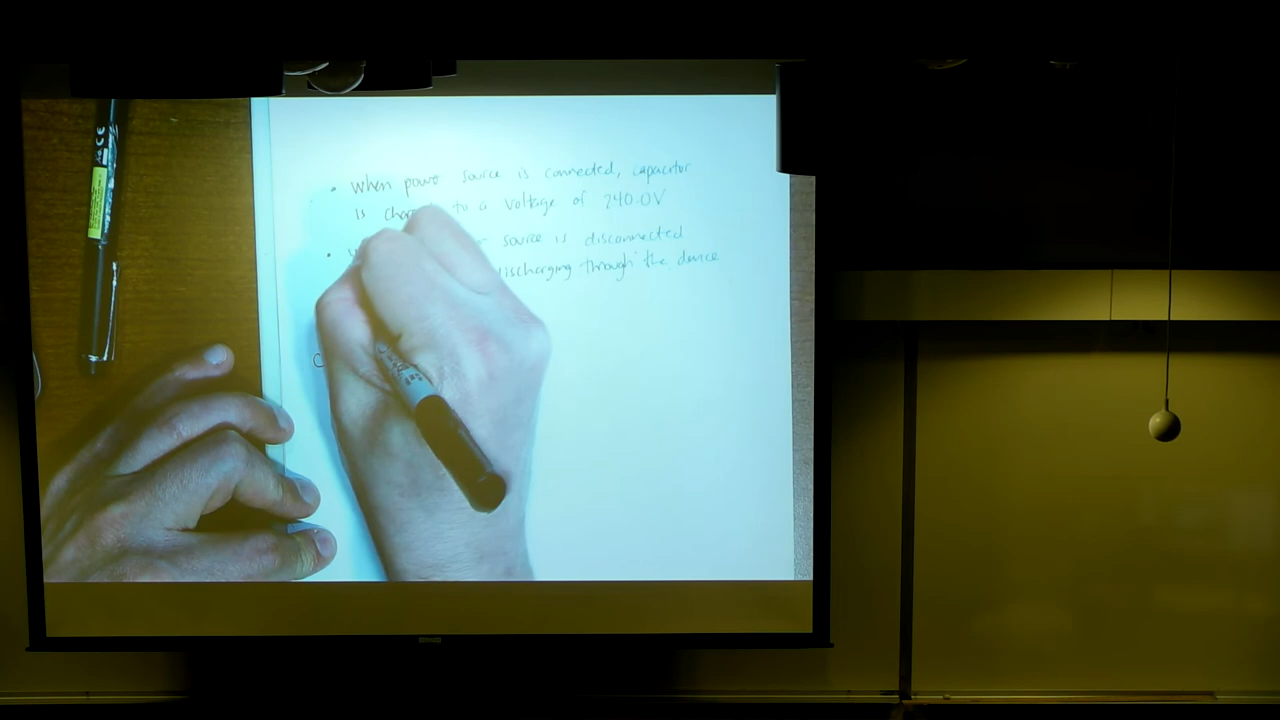 • When power source is connected, capacitor
is to a voltage of 240.0V
• source is disconnected
discharging through the device